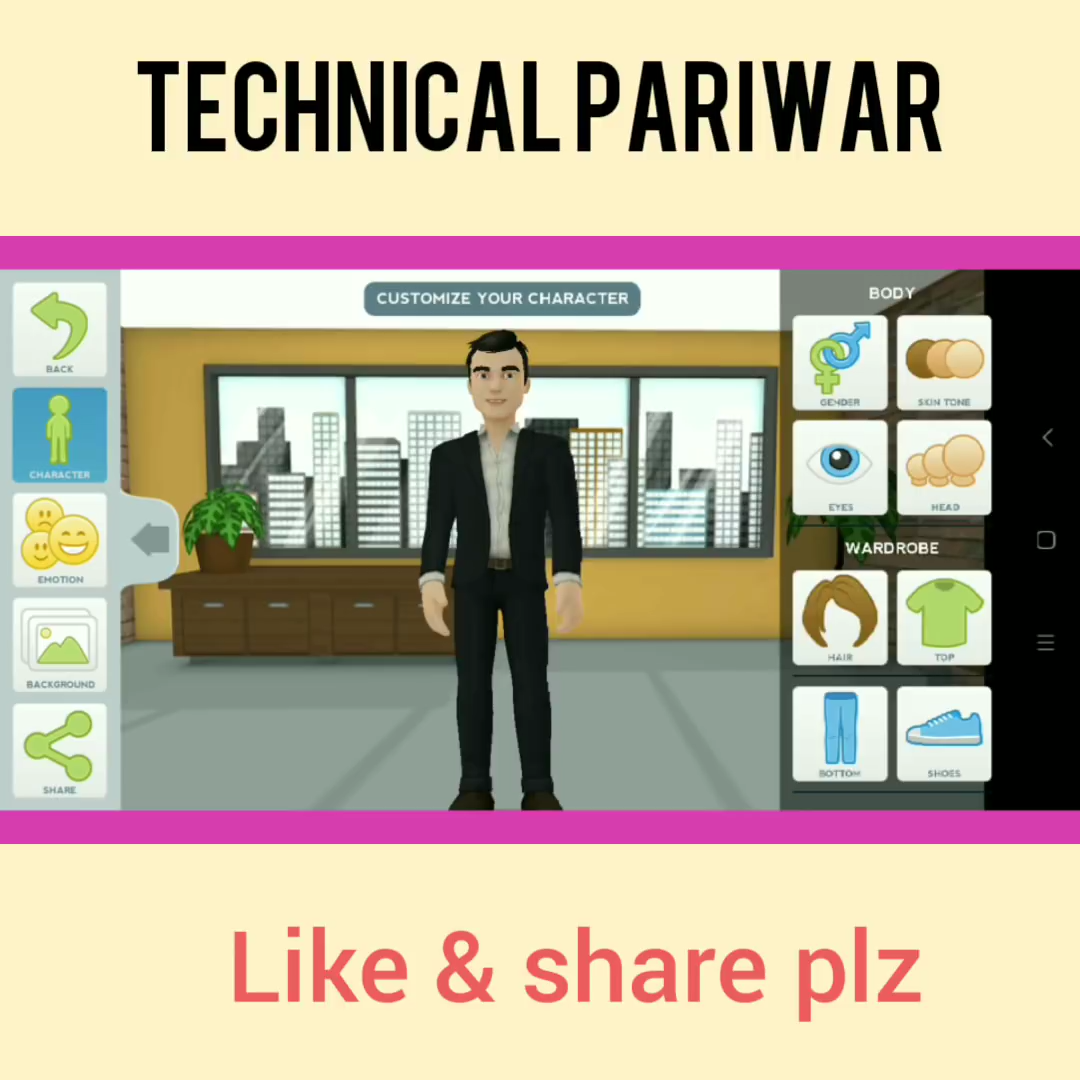 TECHNICAL PARIWAR
CUSTOMIZE YOUR CHARACTER
BACK
CHARACTER
EMOTION
BACKGROUND
SHARE
BODY
GENDER
SKIN TONE
EYES
HEAD
WARDROBE
HAIR
TOP
BOTTOM
SHOES
Like & share plz